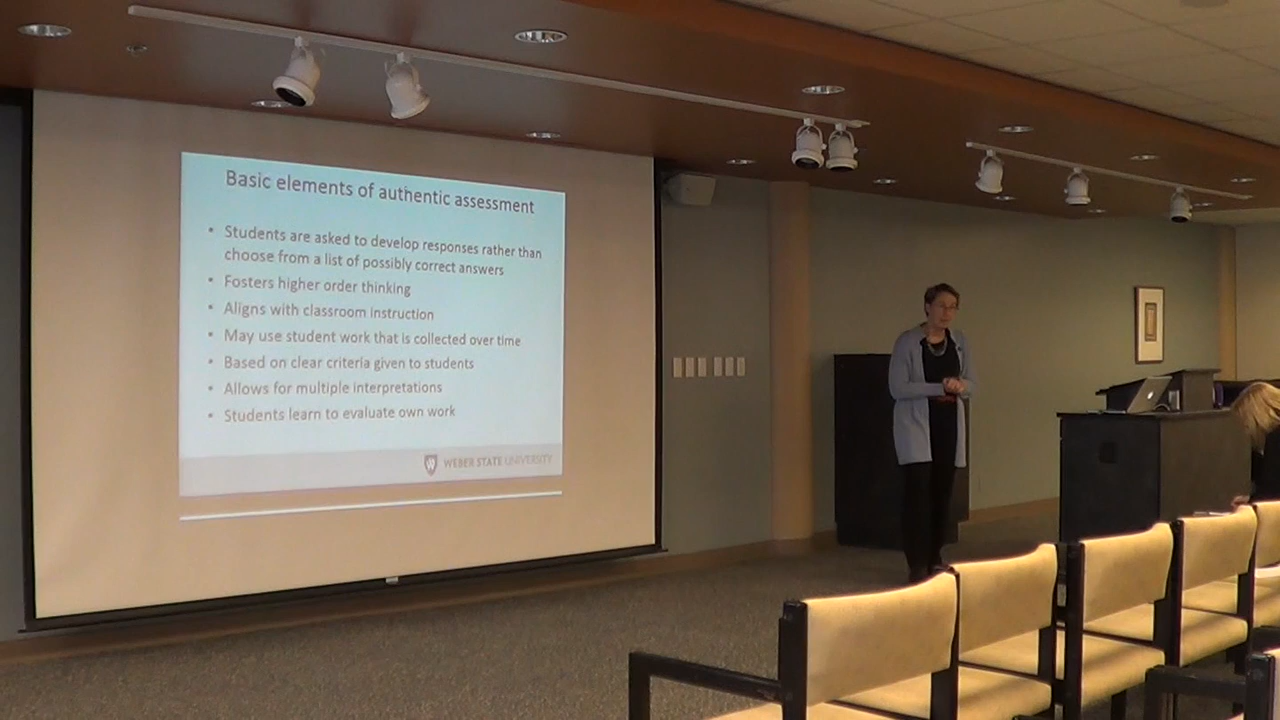 Basic elements of authentic assessment
• Students are asked to develop responses rather than
choose from a list of possibly correct answers
• Fosters higher order thinking
• Aligns with classroom instruction
• May use student work that is collected over time
• Based on clear criteria given to students
• Allows for multiple interpretations
• Students learn to evaluate own work
W WEBER STATE UNIVERSITY